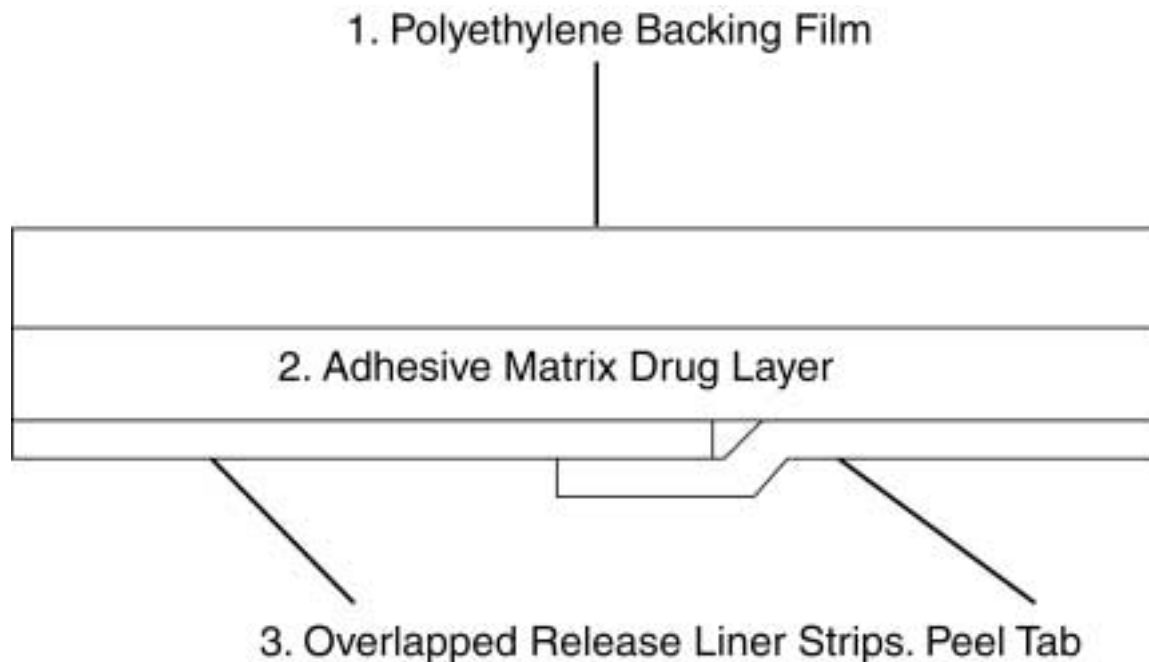 1. Polyethylene Backing Film
2. Adhesive Matrix Drug Layer
3. Overlapped Release Liner Strips. Peel Tab